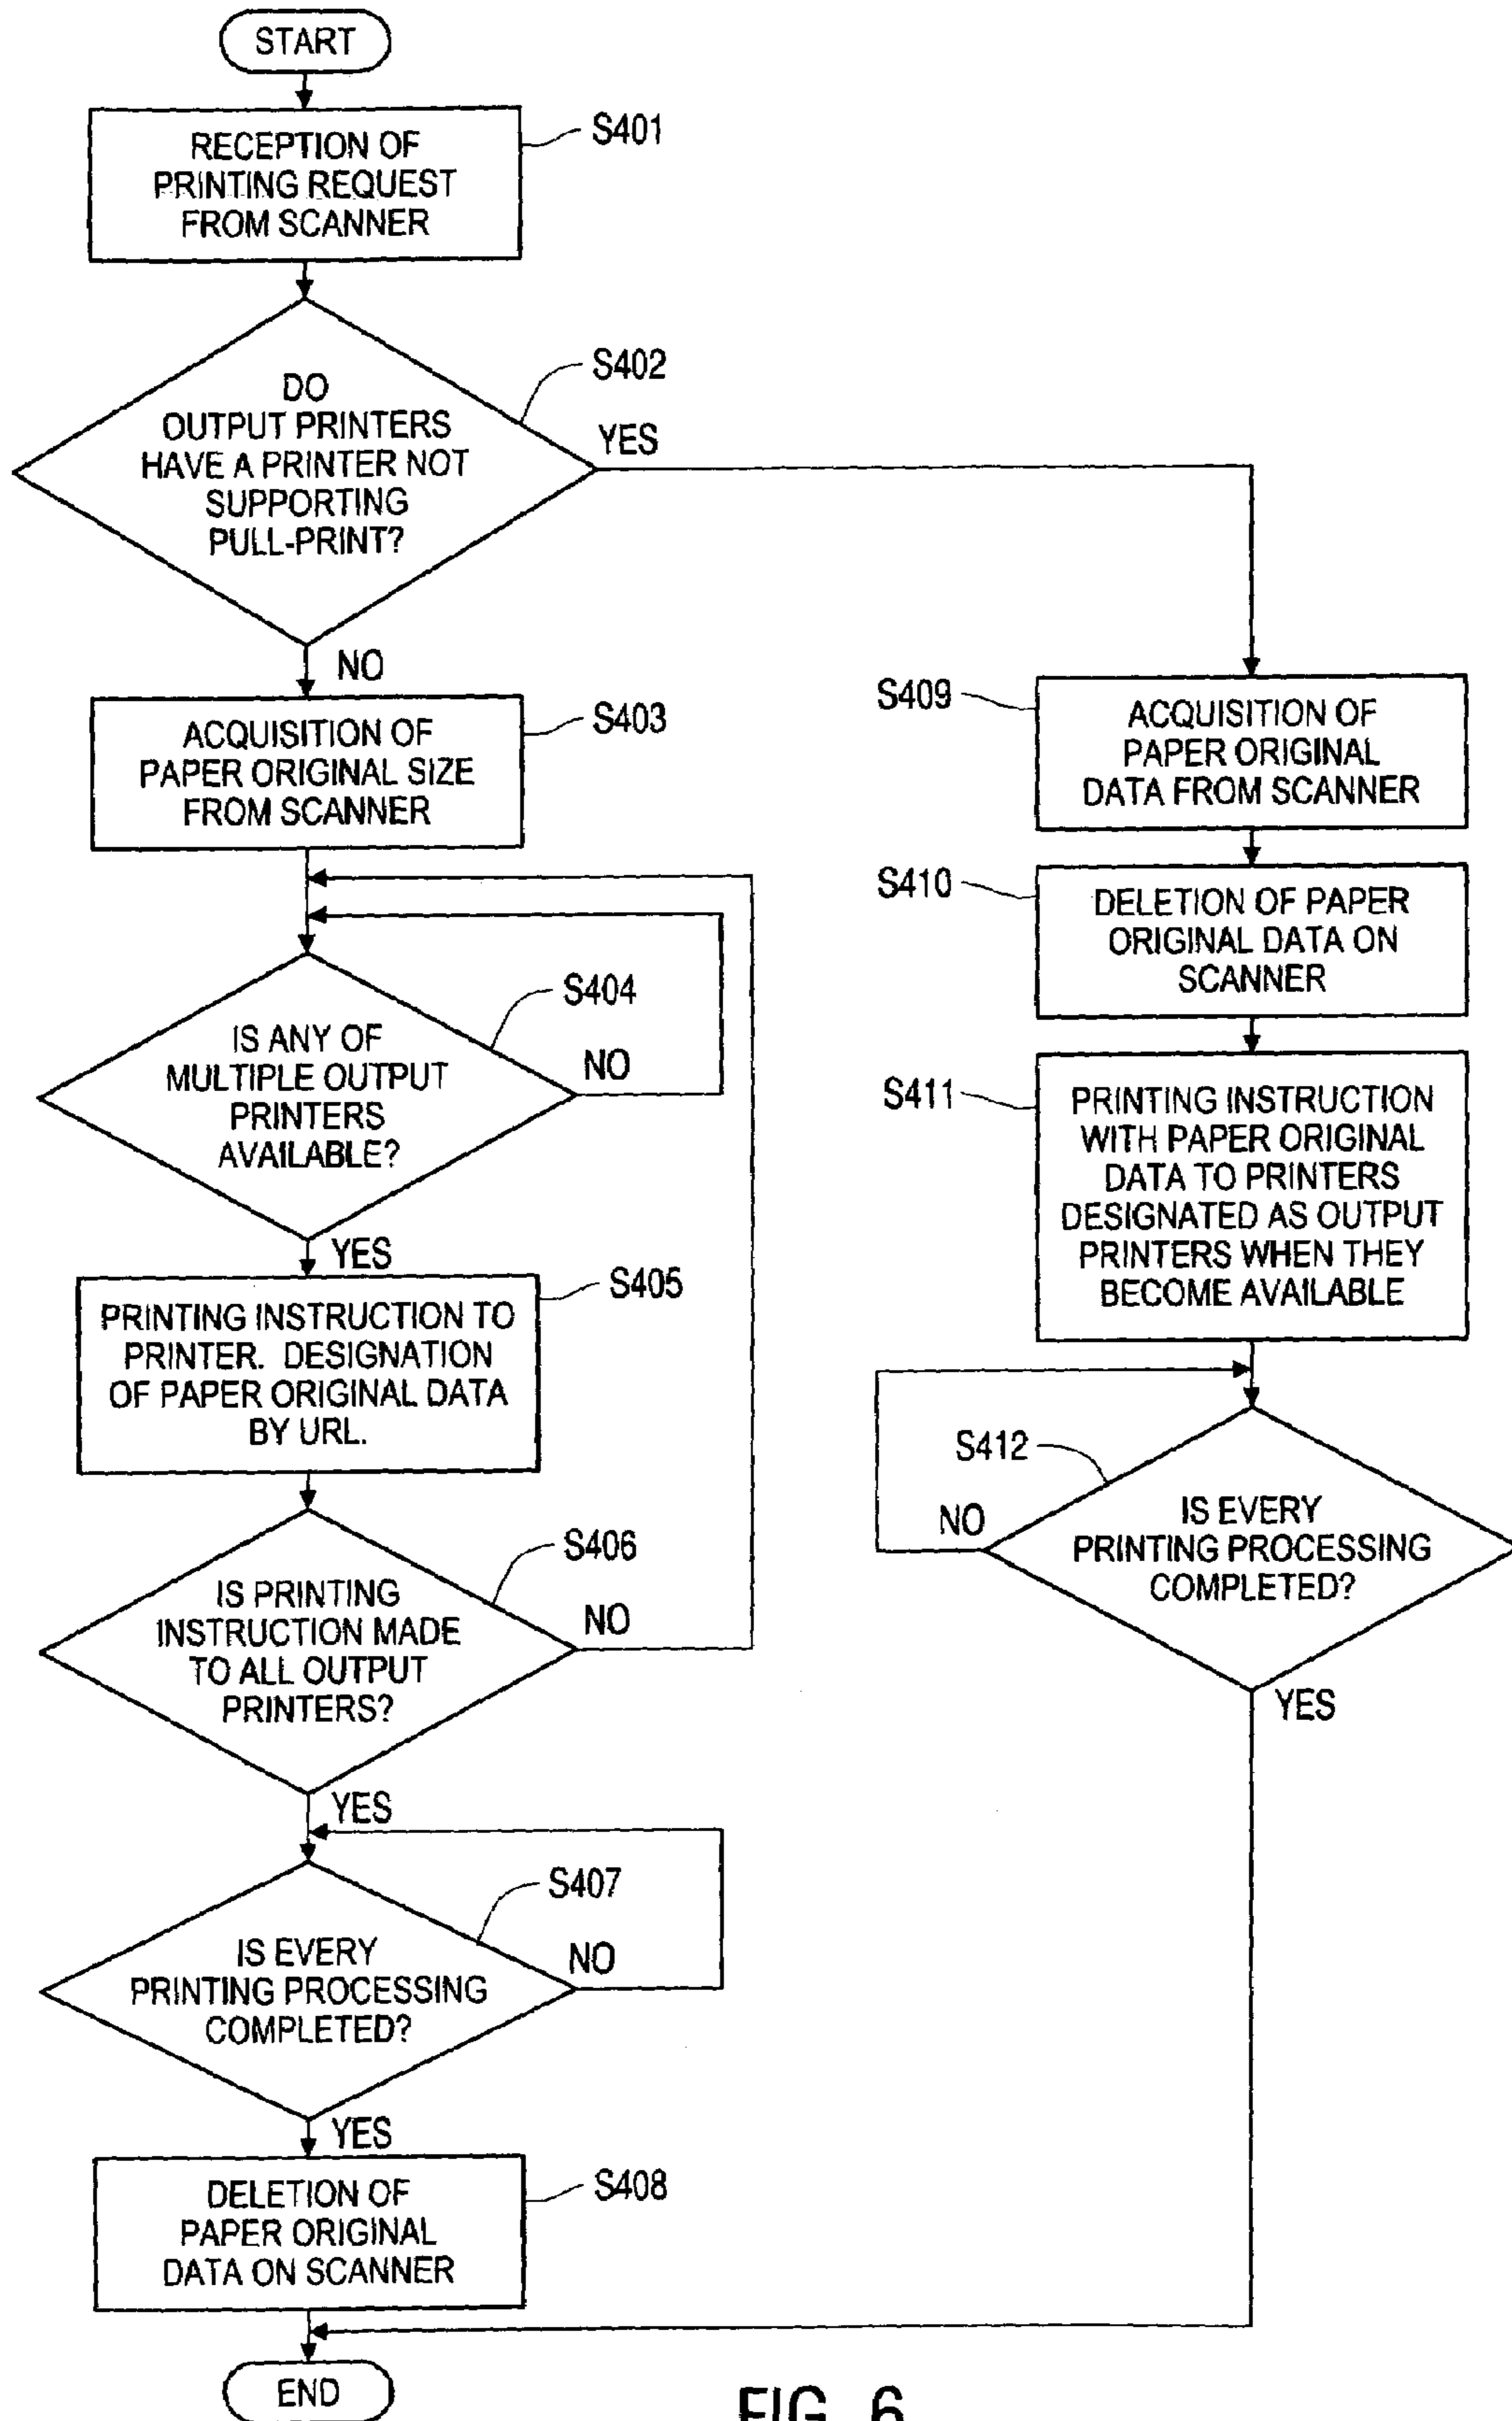 START
RECEPTION OF
PRINTING REQUEST
FROM SCANNER
S401
DO
OUTPUT PRINTERS
HAVE A PRINTER NOT
SUPPORTING
PULL-PRINT?
S402
YES
NO
ACQUISITION OF
PAPER ORIGINAL SIZE
FROM SCANNER
S403
IS ANY OF
MULTIPLE OUTPUT
PRINTERS
AVAILABLE?
S404
NO
YES
PRINTING INSTRUCTION TO
PRINTER. DESIGNATION
OF PAPER ORIGINAL DATA
BY URL.
S405
IS PRINTING
INSTRUCTION MADE
TO ALL OUTPUT
PRINTERS?
S406
NO
YES
IS EVERY
PRINTING PROCESSING
COMPLETED?
S407
NO
YES
DELETION OF
PAPER ORIGINAL
DATA ON SCANNER
S408
END
S409
ACQUISITION OF
PAPER ORIGINAL
DATA FROM SCANNER
S410
DELETION OF PAPER
ORIGINAL DATA ON
SCANNER
S411
PRINTING INSTRUCTION
WITH PAPER ORIGINAL
DATA TO PRINTERS
DESIGNATED AS OUTPUT
PRINTERS WHEN THEY
BECOME AVAILABLE
S412
IS EVERY
PRINTING PROCESSING
COMPLETED?
NO
YES
FIG. 6